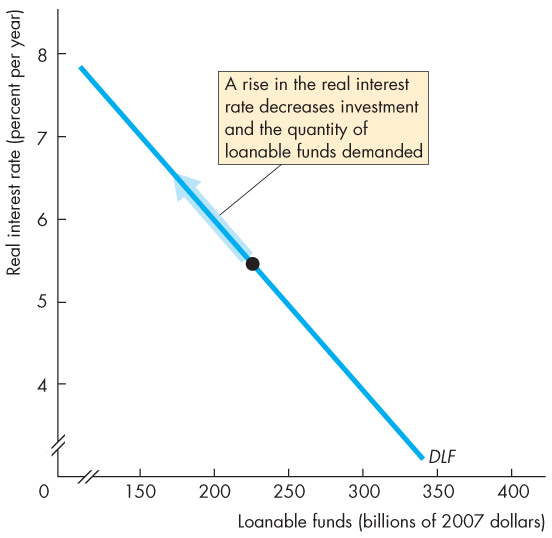 Real interest rate (percent per year)
8
7
6
5
4
A rise in the real interest
rate decreases investment
and the quantity of
loanable funds demanded
DLF
0 150 200 250 300 350 400
Loanable funds (billions of 2007 dollars)